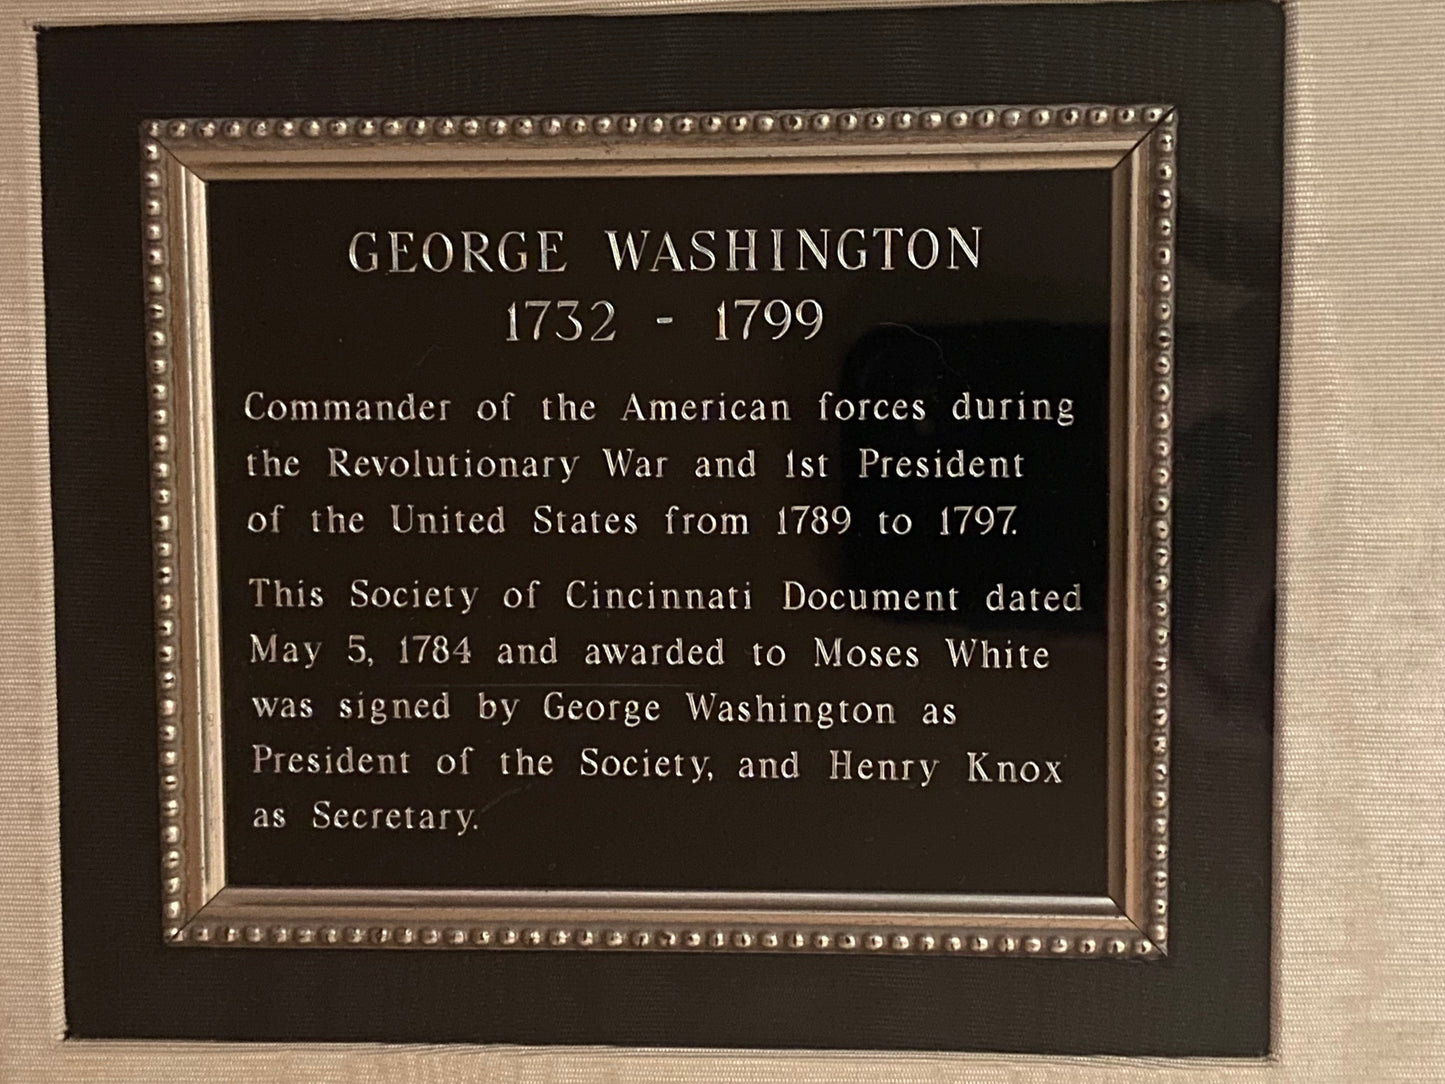 GEORGE WASHINGTON
1732 - 1799
Commander of the American forces during
the Revolutionary War and 1st President
of the United States from 1789 to 1797.
This Society of Cincinnati Document dated
May 5, 1784 and awarded to Moses White
was signed by George Washington as
President of the Society, and Henry Knox
as Secretary.